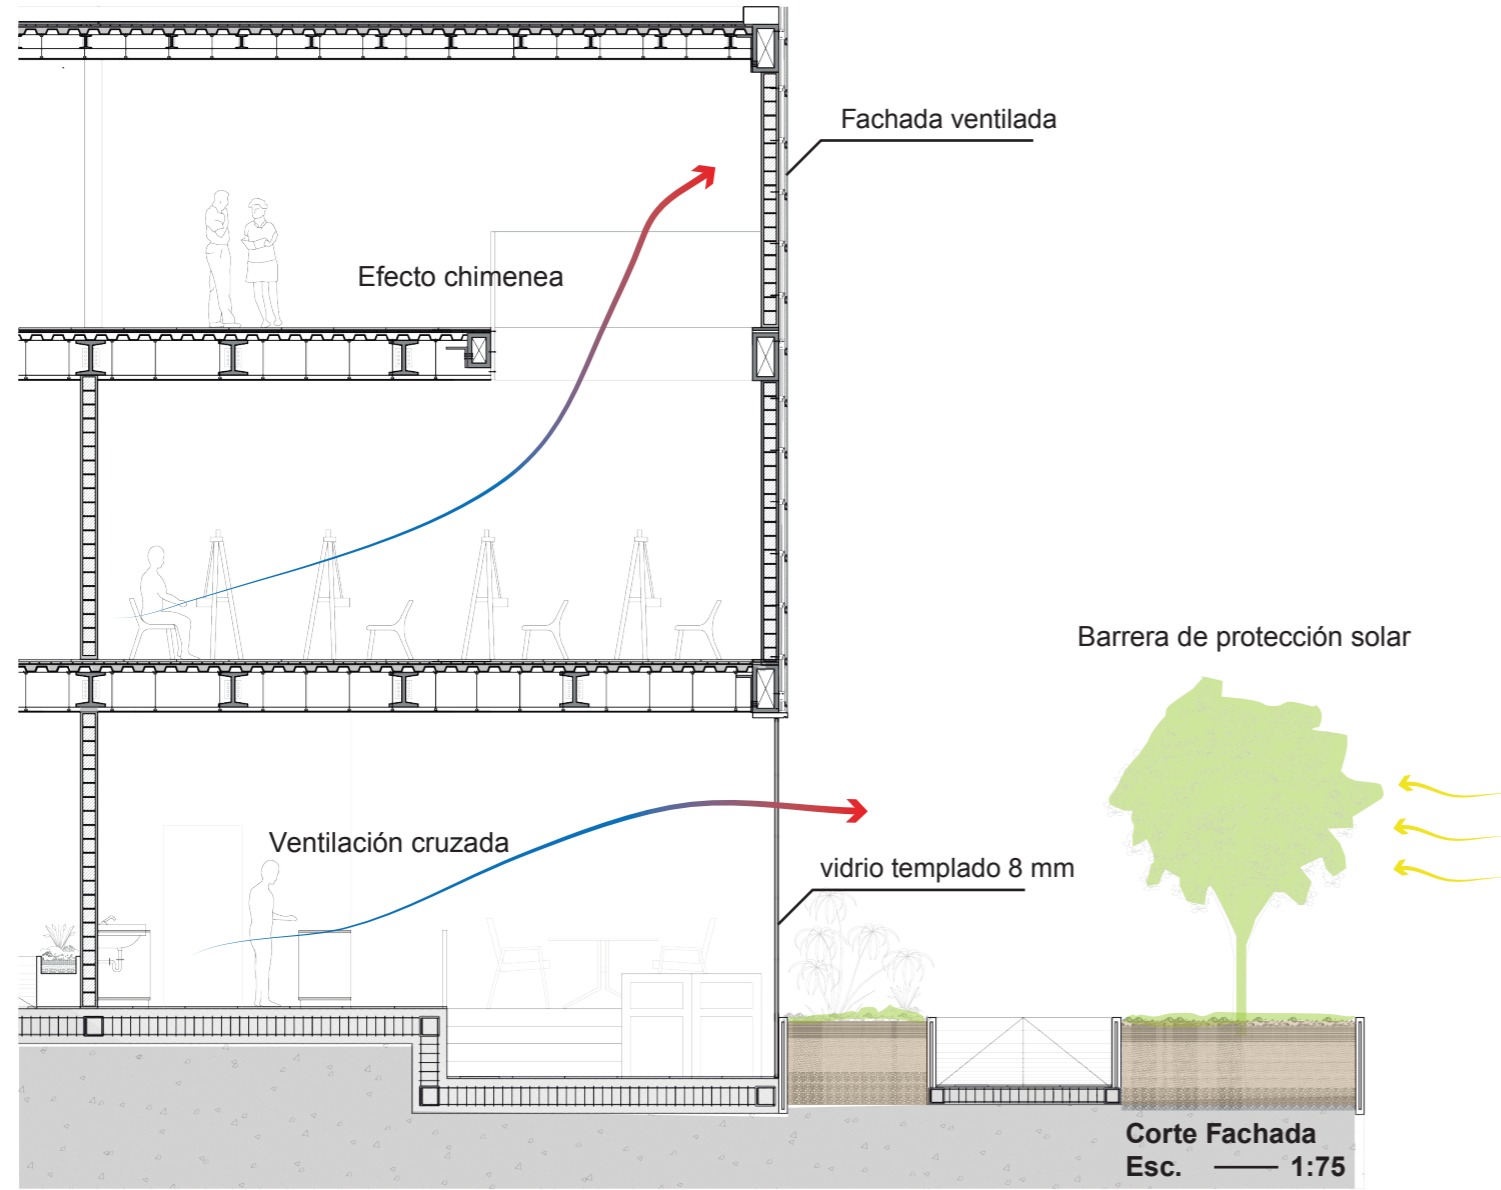 Fachada ventilada
Efecto chimenea
Barrera de protección solar
Ventilación cruzada
vidrio templado 8 mm
Corte Fachada
Esc. 1:75